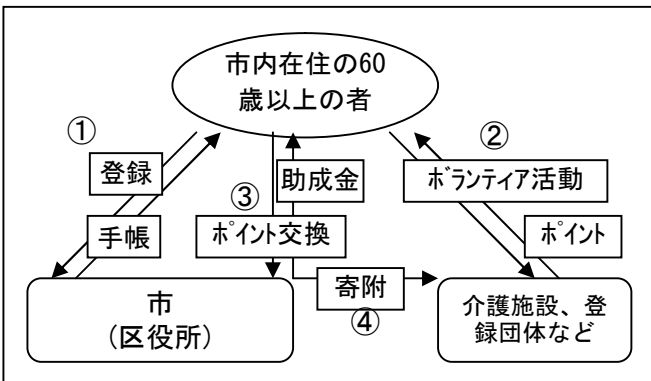 市内在住の60
歳以上の者
①
②
登録
③
助成金
ﾎﾞランティア活動
手帳
ﾎﾟイント交換
ﾎﾟイント
市
(区役所)
寄附
④
介護施設、登
録団体など